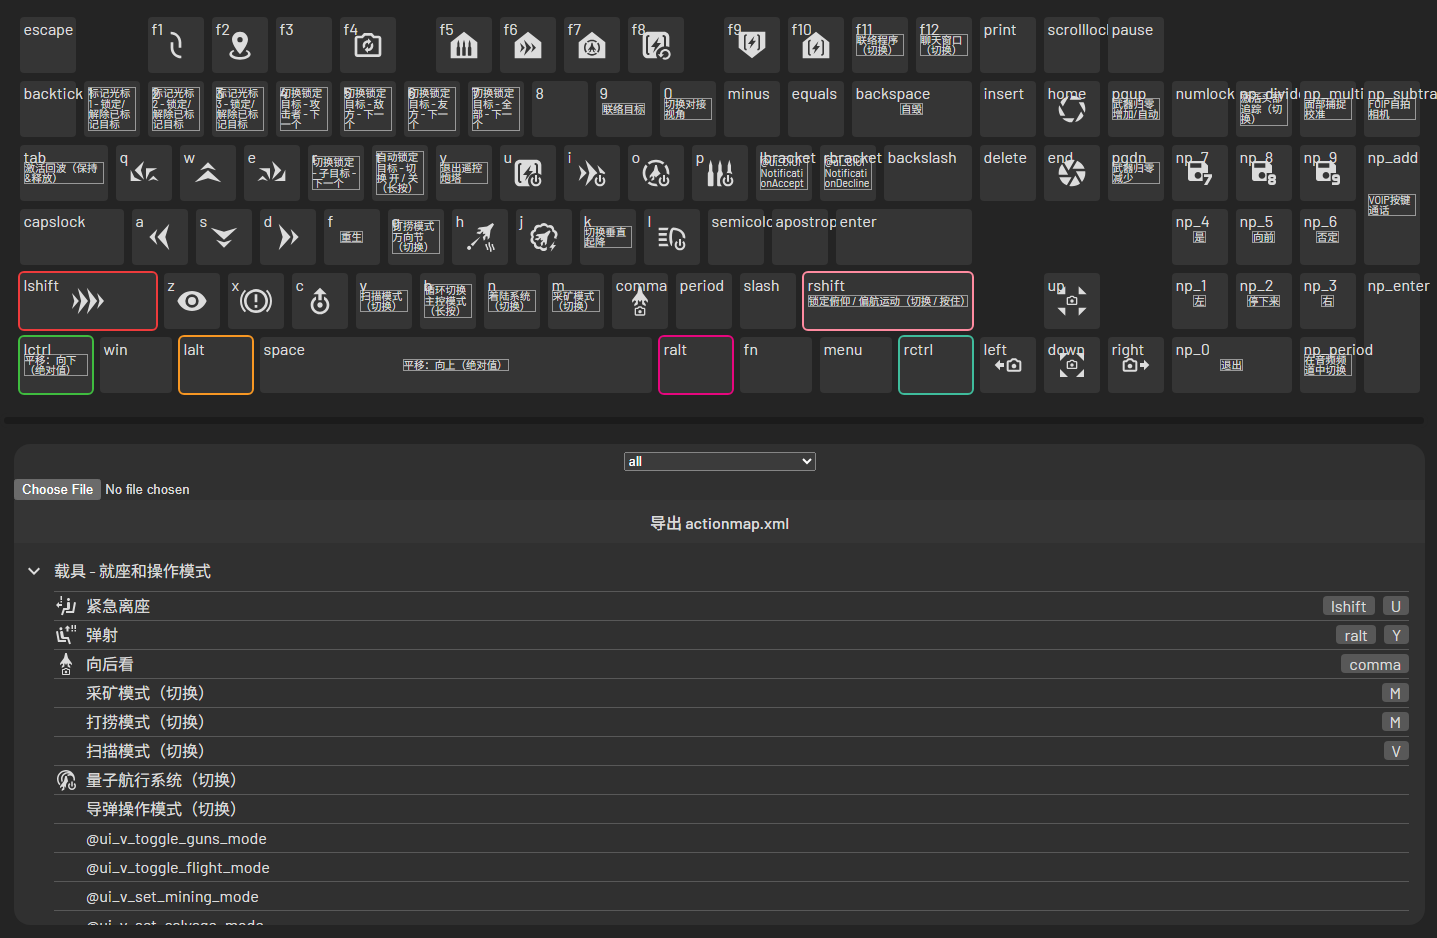 escape
f1
f2
f3
f4
f5
f6
f7
f8
f9
f10
f11
联络程序
（切换）
f12
聊天窗口
（切换）
print
scrollloc
pause
backtick
标记光标
1 - 锁定/
解除已标
记目标
标记光标
2 - 锁定/
解除已标
记目标
标记光标
3 - 锁定/
解除已标
记目标
切换锁定
目标 - 攻
击者 - 下
一个
切换锁定
目标 - 敌
方 - 下一
个
切换锁定
目标 - 友
方 - 下一
个
切换锁定
目标 - 全
部 - 下一
个
8
9
联络目标
0
切换对接
视角
minus
equals
backspace
自毁
insert
home
pgup
武器归零
增加/自动
numlock
np_divide
激活头部
追踪（切
换）
np_multi
面部捕捉
校准
np_subtra
FOIP自拍
相机
tab
激活回波（保持
&释放）
q
w
e
r
切换锁定
- 子目标 -
下一个
t
自动锁定
目标 - 切
换 开 / 关
（长按）
y
退出遥控
炮塔
u
i
o
p
lbracket
Notificati
onAccept
rbracket
Notificati
onDecline
backslash
delete
end
pgdn
武器归零
减少
np_7
np_8
np_9
np_add
VOIP按键
通话
capslock
a
s
d
f
重生
g
打捞模式
万向节
（切换）
h
j
k
切换垂直
起降
l
semicolo
apostrop
enter
np_4
是
np_5
向前
np_6
否定
lshift
z
x
c
v
扫描模式
（切换）
b
循环切换
主控模式
（长按）
n
着陆系统
（切换）
m
采矿模式
（切换）
comma
period
slash
rshift
锁定俯仰 / 偏航运动（切换 / 按住）
up
np_1
左
np_2
停下来
np_3
右
np_enter
lctrl
平移：向下
（绝对值）
win
lalt
space
平移：向上（绝对值）
ralt
fn
menu
rctrl
left
down
right
np_0
退出
np_period
在音频频
道中切换
all
Choose File No file chosen
导出 actionmap.xml
载具 - 就座和操作模式
紧急离座 lshift U
弹射 ralt Y
向后看 comma
采矿模式（切换） M
打捞模式（切换） M
扫描模式（切换） V
量子航行系统（切换）
导弹操作模式（切换）
@ui_v_toggle_guns_mode
@ui_v_toggle_flight_mode
@ui_v_set_mining_mode